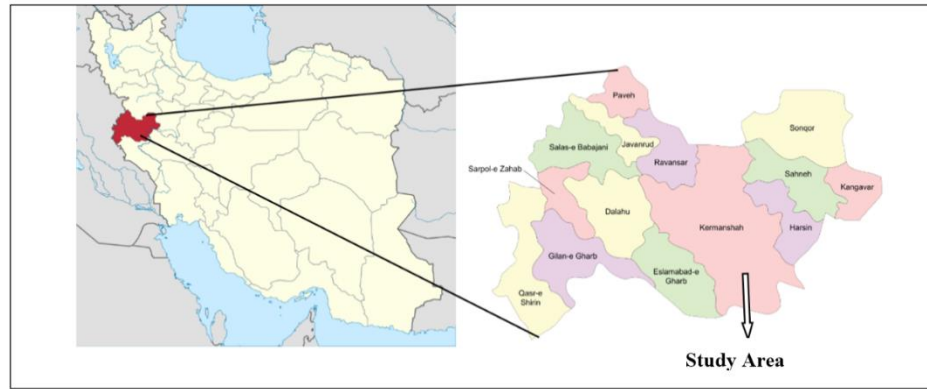 Paveh
Sonqor
Javanrud
Salas-e Babajani
Ravansar
Sarpol-e Zahab
Sahneh
Kangavar
Dalahu
Kermanshah
Harsin
Gilan-e Gharb
Eslamabad-e
Gharb
Qasr-e
Shirin
Study Area